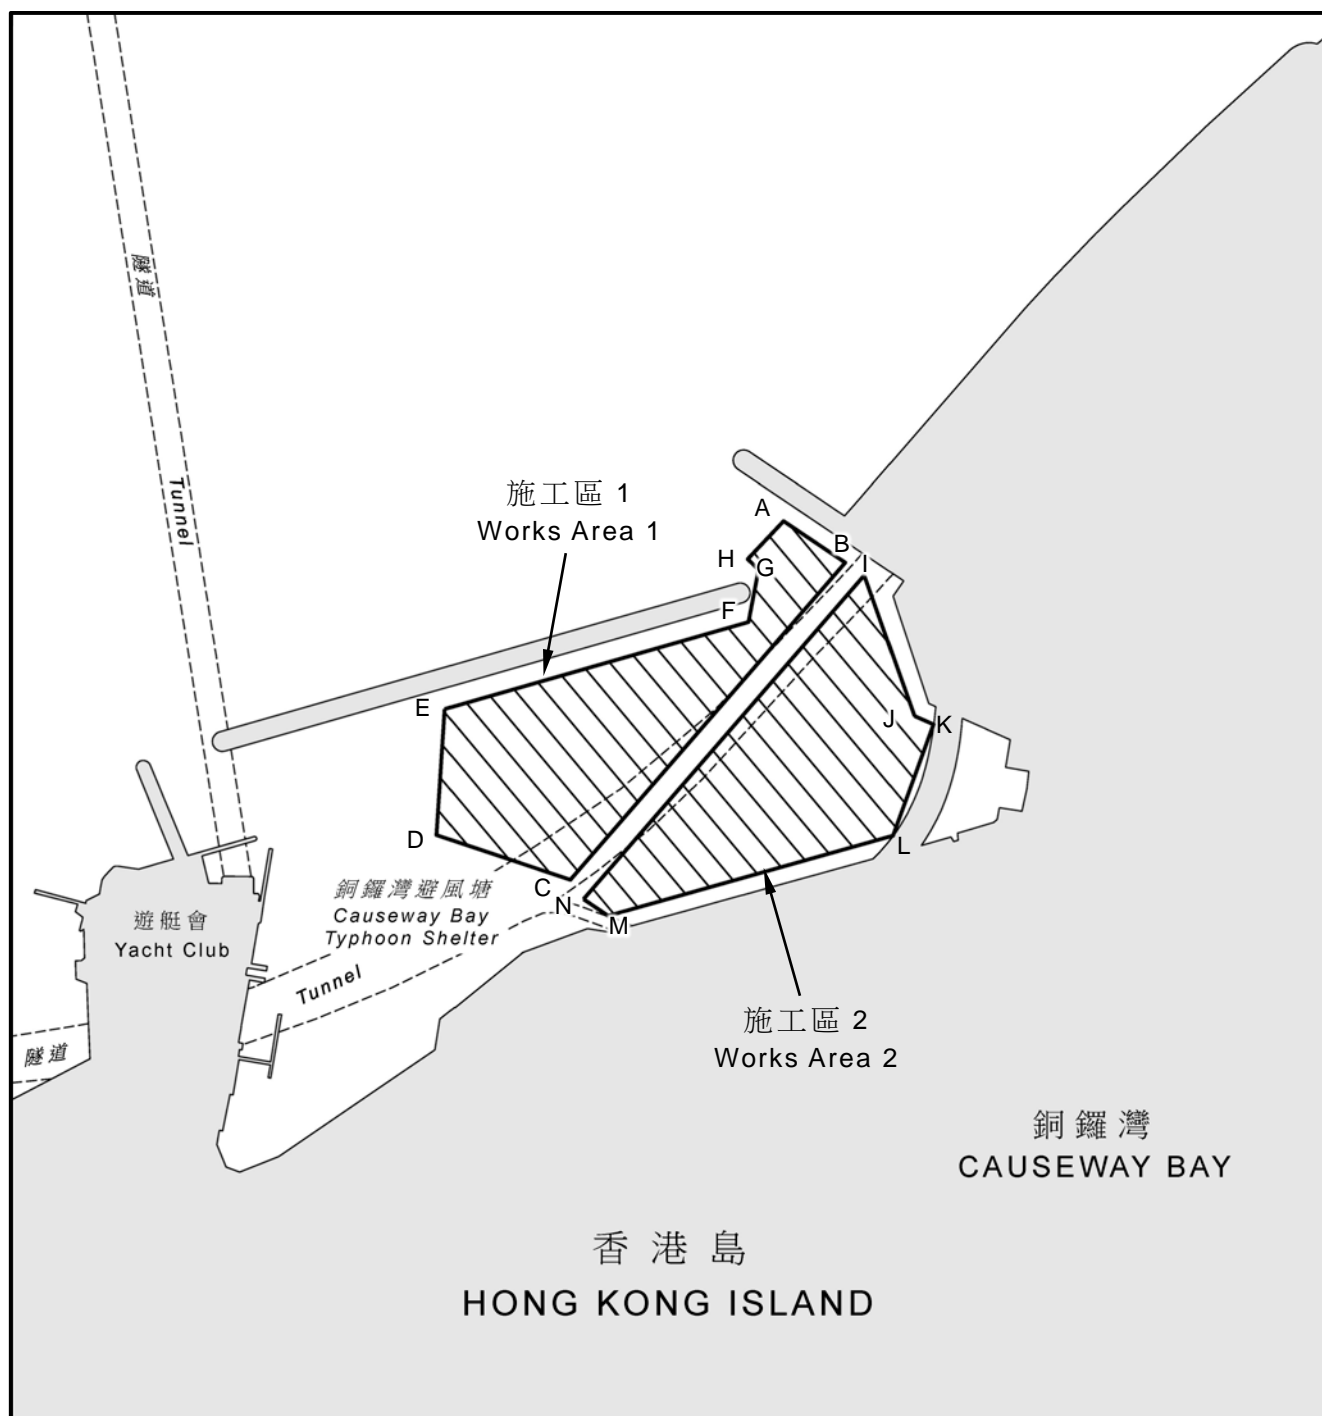 隧道
Tunnel
施工區 1
Works Area 1
A
B
H
G
I
F
E
J
K
D
L
C
N
M
銅鑼灣避風塘
Causeway Bay
Typhoon Shelter
遊艇會
Yacht Club
Tunnel
隧道
施工區 2
Works Area 2
銅鑼灣
CAUSEWAY BAY
香港島
HONG KONG ISLAND